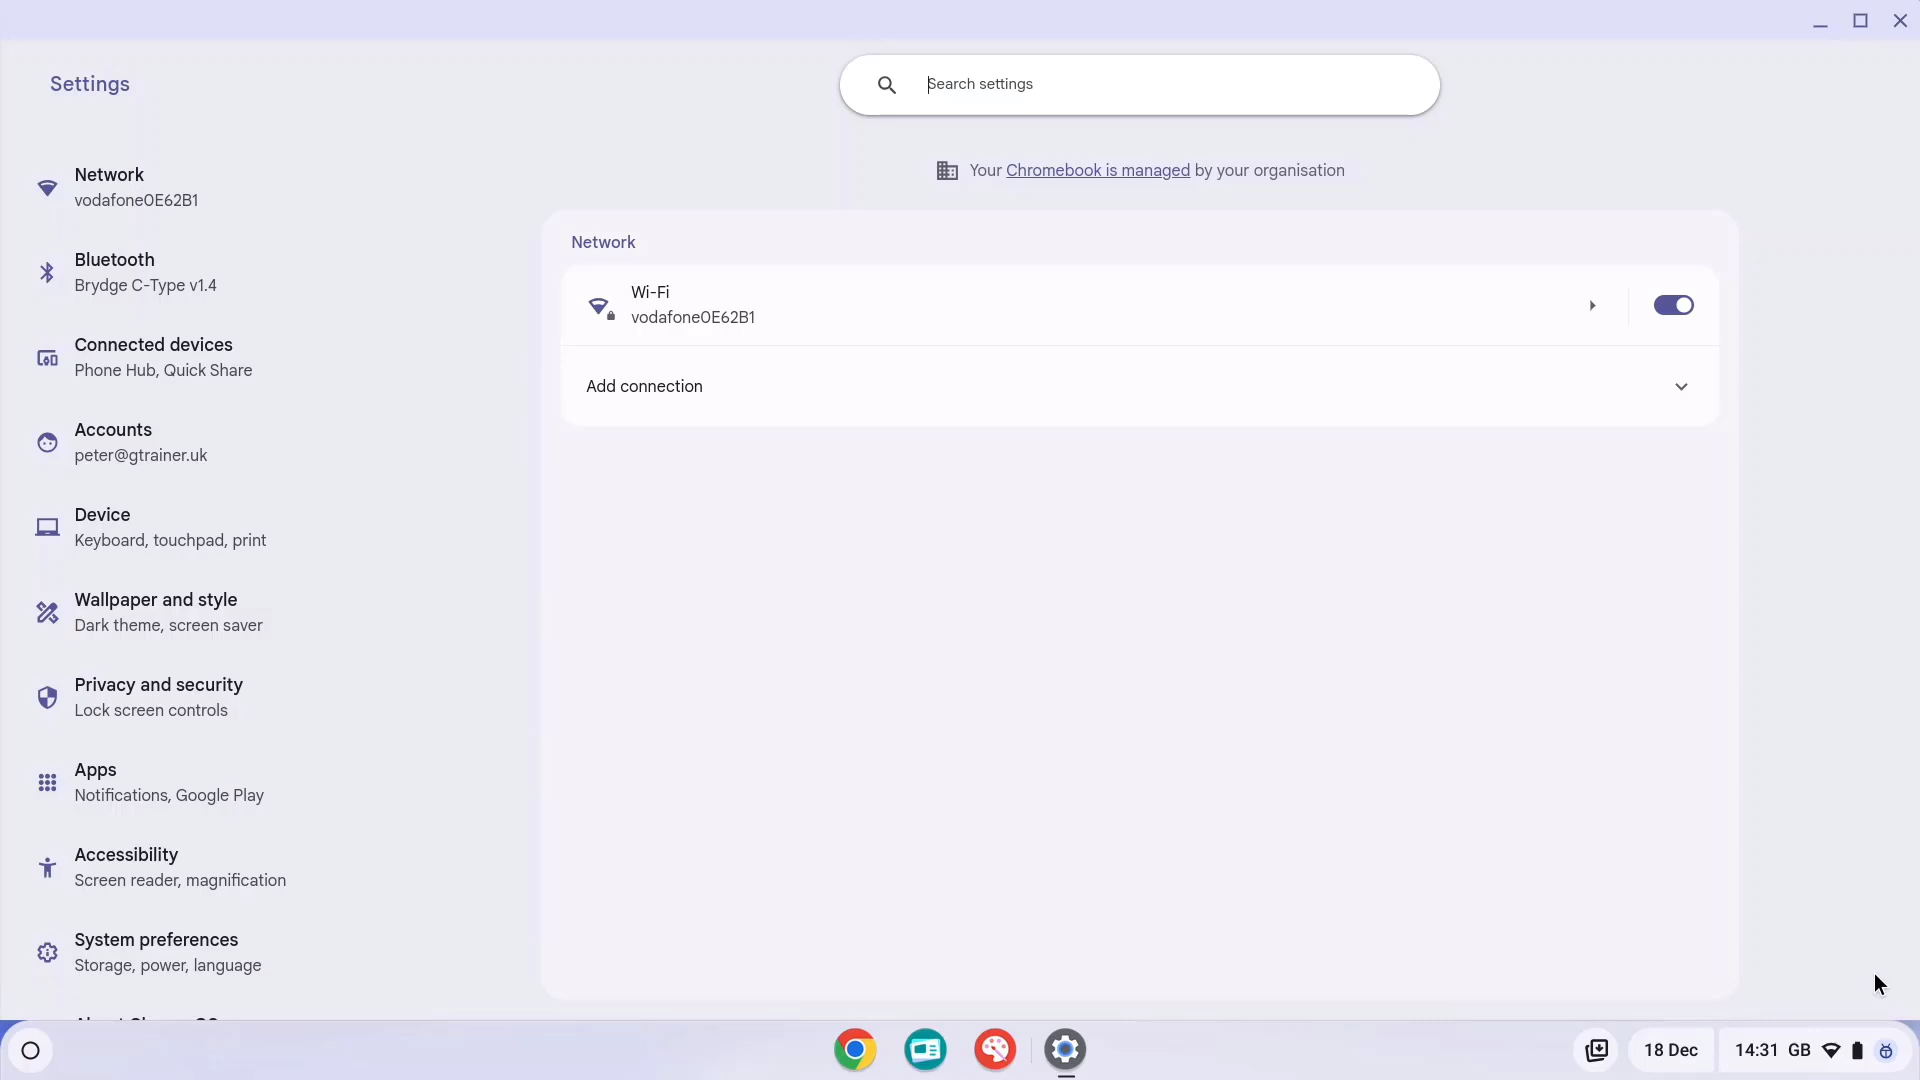 Settings
Search settings
Your Chromebook is managed by your organisation
Network
vodafone0E62B1
Bluetooth
Brydge C-Type v1.4
Connected devices
Phone Hub, Quick Share
Accounts
peter@gtrainer.uk
Device
Keyboard, touchpad, print
Wallpaper and style
Dark theme, screen saver
Privacy and security
Lock screen controls
Apps
Notifications, Google Play
Accessibility
Screen reader, magnification
System preferences
Storage, power, language
Network
Wi-Fi
vodafone0E62B1
Add connection
18 Dec
14:31 GB